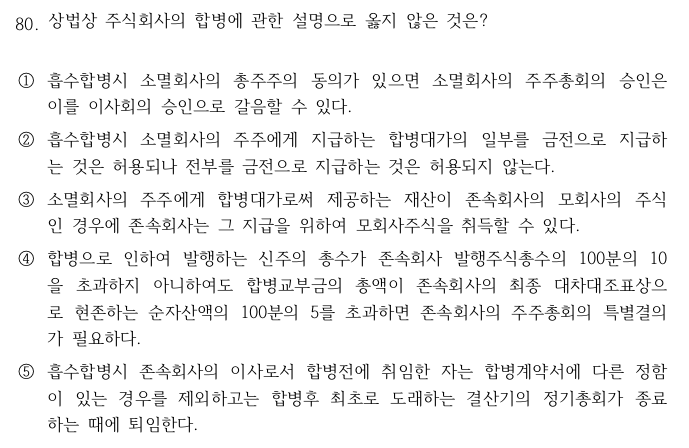 80. 상법상 주식회사의 합병에 관한 설명으로 옳지 않은 것은?
① 흡수합병시 소멸회사의 총주주의 동의가 있으면 소멸회사의 주주총회의 승인은
이를 이사회의 승인으로 갈음할 수 있다.
② 흡수합병시 소멸회사의 주주에게 지급하는 합병대가의 일부를 금전으로 지급하
는 것은 허용되나 전부를 금전으로 지급하는 것은 허용되지 않는다.
③ 소멸회사의 주주에게 합병대가로써 제공하는 재산이 존속회사의 모회사의 주식
인 경우에 존속회사는 그 지급을 위하여 모회사주식을 취득할 수 있다.
④ 합병으로 인하여 발행하는 신주의 총수가 존속회사 발행주식총수의 100분의 10
을 초과하지 아니하여도 합병교부금의 총액이 존속회사의 최종 대차대조표상으
로 현존하는 순자산액의 100분의 5를 초과하면 존속회사의 주주총회의 특별결의
가 필요하다.
⑤ 흡수합병시 존속회사의 이사로서 합병전에 취임한 자는 합병계약서에 다른 정함
이 있는 경우를 제외하고는 합병후 최초로 도래하는 결산기의 정기총회가 종료
하는 때에 퇴임한다.